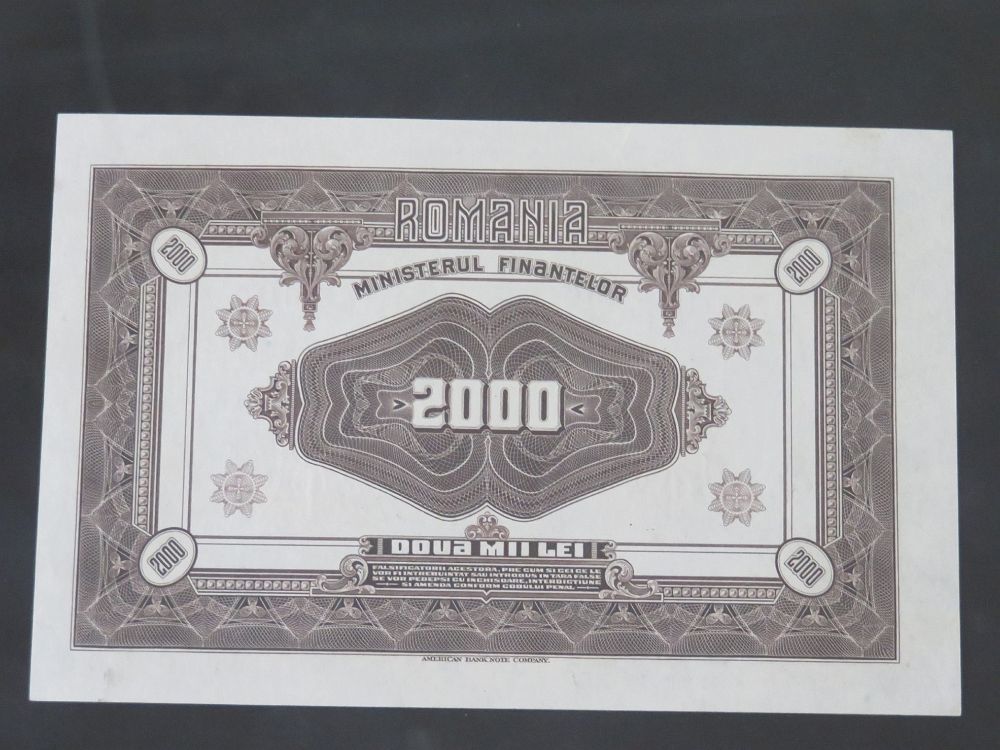 ROMANIA
MINISTERUL FINANTELOR
2000
2000
2000
DOUA MII LEI
FALSIFICATORII ACESTORA, PRE CUM SI CEI CE LE
VOR FI INTREBUINTAT SAU INTRODUS IN TARA FALSE
SE VOR PEDEPSI CU INCHISOARE, INTERDICTIUNE
SI AMENDA CONFORM CODULUI PENAL
2000
2000
AMERICAN BANK NOTE COMPANY.